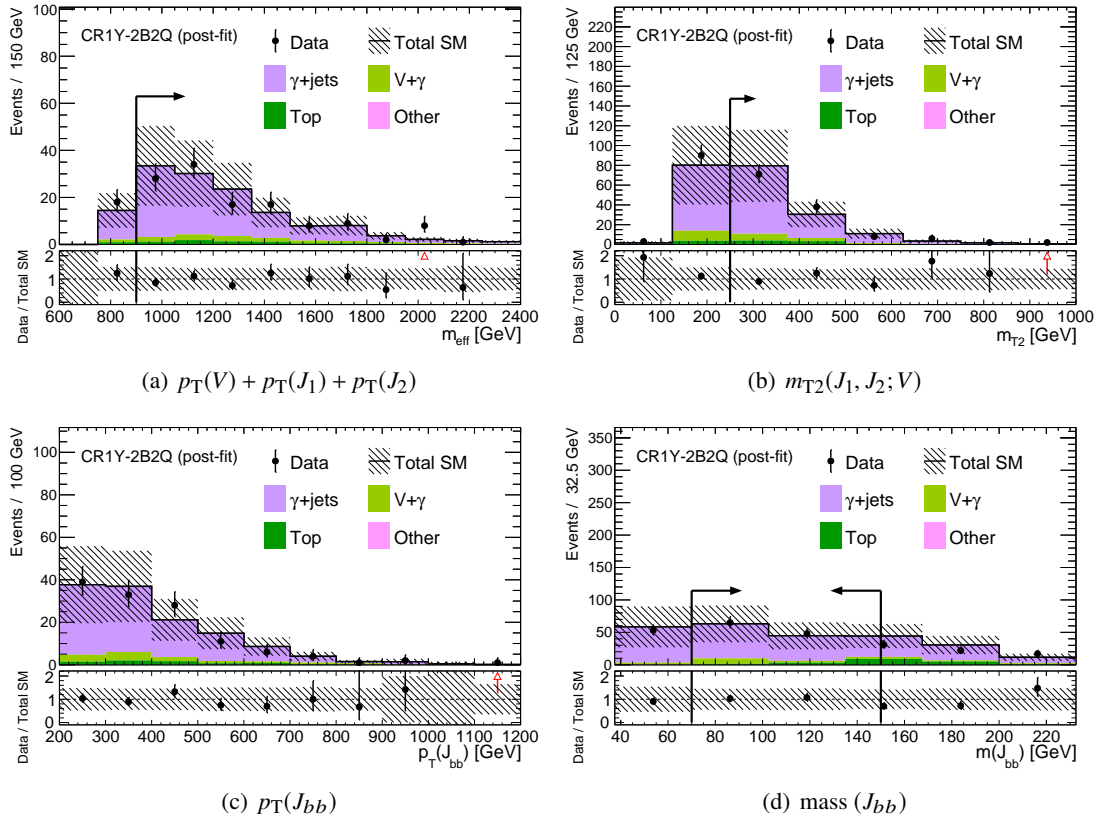 Events / 150 GeV
100
80
60
40
20
0
CR1Y-2B2Q (post-fit)
Data
Total SM
γ+jets
V+γ
Top
Other
Data / Total SM
2
1
0
600 800 1000 1200 1400 1600 1800 2000 2200 2400
m_eff [GeV]
(a) p_T(V) + p_T(J_1) + p_T(J_2)
Events / 125 GeV
240
220
200
180
160
140
120
100
80
60
40
20
0
CR1Y-2B2Q (post-fit)
Data
Total SM
γ+jets
V+γ
Top
Other
Data / Total SM
2
1
0
0 100 200 300 400 500 600 700 800 900 1000
m_T2 [GeV]
(b) m_T2(J_1, J_2; V)
Events / 100 GeV
100
80
60
40
20
0
CR1Y-2B2Q (post-fit)
Data
Total SM
γ+jets
V+γ
Top
Other
Data / Total SM
2
1
0
200 300 400 500 600 700 800 900 1000 1100 1200
p_T(J_bb) [GeV]
(c) p_T(J_bb)
Events / 32.5 GeV
350
300
250
200
150
100
50
0
CR1Y-2B2Q (post-fit)
Data
Total SM
γ+jets
V+γ
Top
Other
Data / Total SM
2
1
0
40 60 80 100 120 140 160 180 200 220
m(J_bb) [GeV]
(d) mass (J_bb)